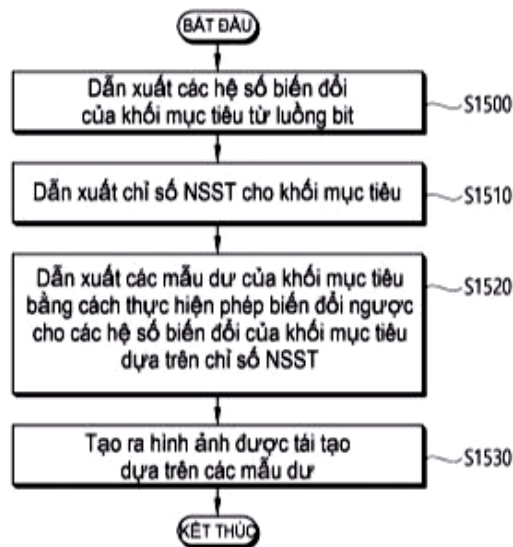 BẮT ĐẦU
Dẫn xuất các hệ số biến đổi
của khối mục tiêu từ luồng bit
S1500
Dẫn xuất chỉ số NSST cho khối mục tiêu
S1510
Dẫn xuất các mẫu dư của khối mục tiêu
bằng cách thực hiện phép biến đổi ngược
cho các hệ số biến đổi của khối mục tiêu
dựa trên chỉ số NSST
S1520
Tạo ra hình ảnh được tái tạo
dựa trên các mẫu dư
S1530
KẾT THÚC